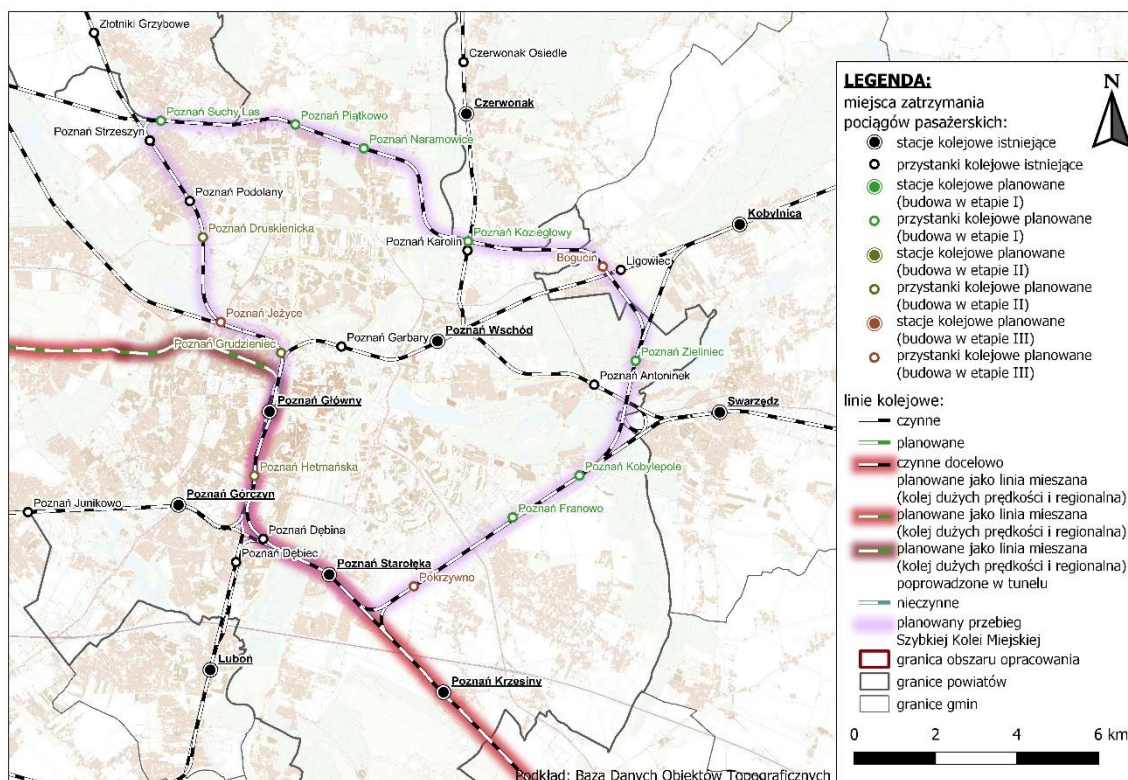 Złotniki Grzybowe
Czerwonak Osiedle
Czerwonak
Poznań Suchy Las
Poznań Piątkowo
Poznań Strzeszyn
Poznań Naramowice
Poznań Podolany
Kobylnica
Poznań Druskienicka
Poznań Koziegłowy
Poznań Karolin
Bogucin
Ligowiec
Poznań Jeżyce
Poznań Wschód
Poznań Garbary
Poznań Grudzieniec
Poznań Zieliniec
Poznań Antoninek
Poznań Główny
Swarzędz
Poznań Hetmańska
Poznań Kobylepole
Poznań Junikowo
Poznań Górczyn
Poznań Franowo
Poznań Dębina
Poznań Dębiec
Poznań Starołęka
Pokrzywno
Luboń
Poznań Krzesiny
Podkład: Baza Danych Obiektów Topograficznych
LEGENDA:
N
miejsca zatrzymania
pociągów pasażerskich:
stacje kolejowe istniejące
przystanki kolejowe istniejące
stacje kolejowe planowane
(budowa w etapie I)
przystanki kolejowe planowane
(budowa w etapie I)
stacje kolejowe planowane
(budowa w etapie II)
przystanki kolejowe planowane
(budowa w etapie II)
stacje kolejowe planowane
(budowa w etapie III)
przystanki kolejowe planowane
(budowa w etapie III)
linie kolejowe:
czynne
planowane
czynne docelowo
planowane jako linia mieszana
(kolej dużych prędkości i regionalna)
planowane jako linia mieszana
(kolej dużych prędkości i regionalna)
planowane jako linia mieszana
(kolej dużych prędkości i regionalna)
poprowadzone w tunelu
nieczynne
planowany przebieg
Szybkiej Kolei Miejskiej
granica obszaru opracowania
granice powiatów
granice gmin
0 2 4 6 km